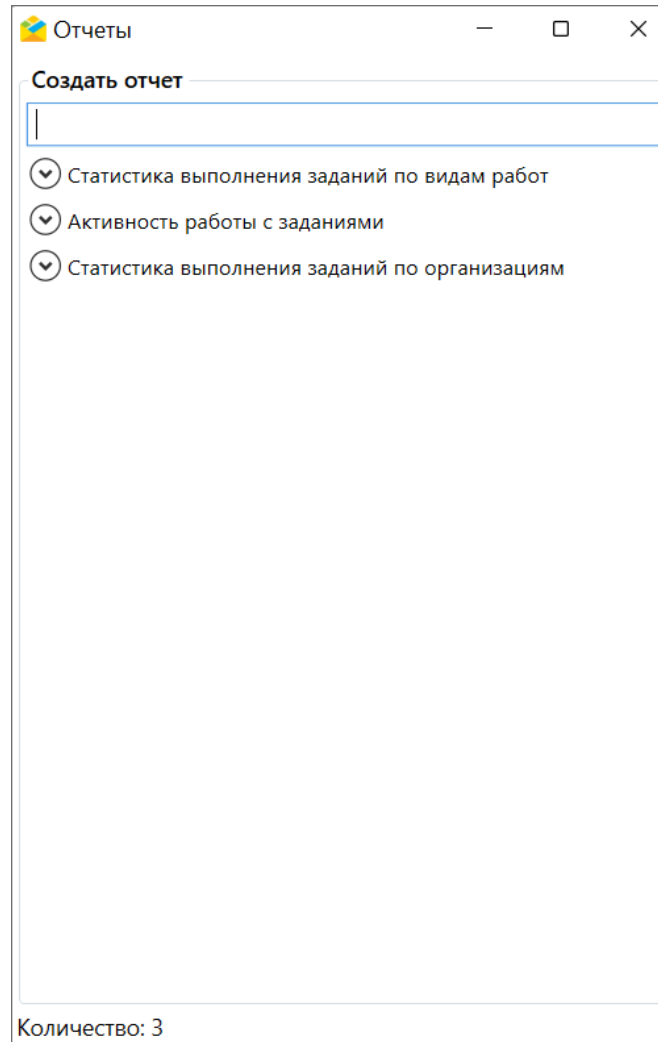 Отчеты
Создать отчет
Статистика выполнения заданий по видам работ
Активность работы с заданиями
Статистика выполнения заданий по организациям
Количество: 3